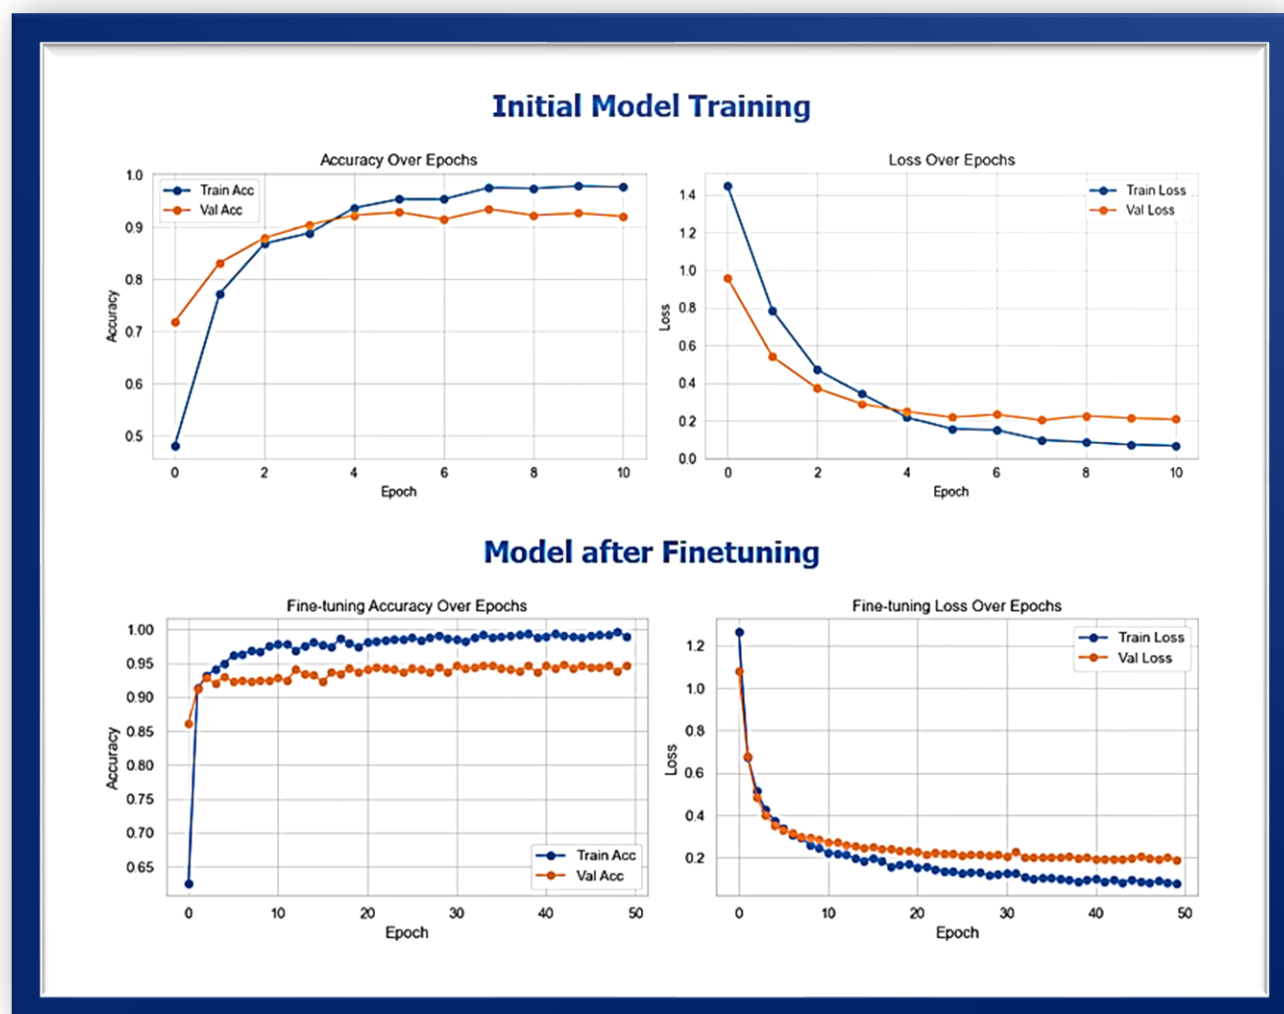 Initial Model Training
Accuracy Over Epochs
Train Acc
Val Acc
1.0
0.9
0.8
0.7
0.6
0.5
Accuracy
0 2 4 6 8 10
Epoch
Loss Over Epochs
Train Loss
Val Loss
1.4
1.2
1.0
0.8
0.6
0.4
0.2
0.0
Loss
0 2 4 6 8 10
Epoch
Model after Finetuning
Fine-tuning Accuracy Over Epochs
1.00
0.95
0.90
0.85
0.80
0.75
0.70
0.65
Accuracy
Train Acc
Val Acc
0 10 20 30 40 50
Epoch
Fine-tuning Loss Over Epochs
Train Loss
Val Loss
1.2
1.0
0.8
0.6
0.4
0.2
Loss
0 10 20 30 40 50
Epoch